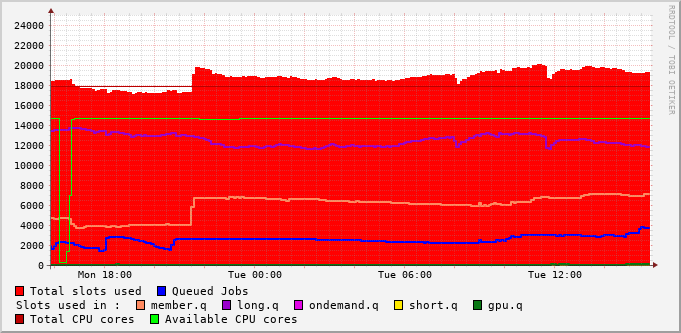 RRDTOOL / TOBI OETIKER
24000
22000
20000
18000
16000
14000
12000
10000
8000
6000
4000
2000
0
Mon 18:00 Tue 00:00 Tue 06:00 Tue 12:00
Total slots used Queued Jobs
Slots used in : member.q long.q ondemand.q short.q gpu.q
Total CPU cores Available CPU cores